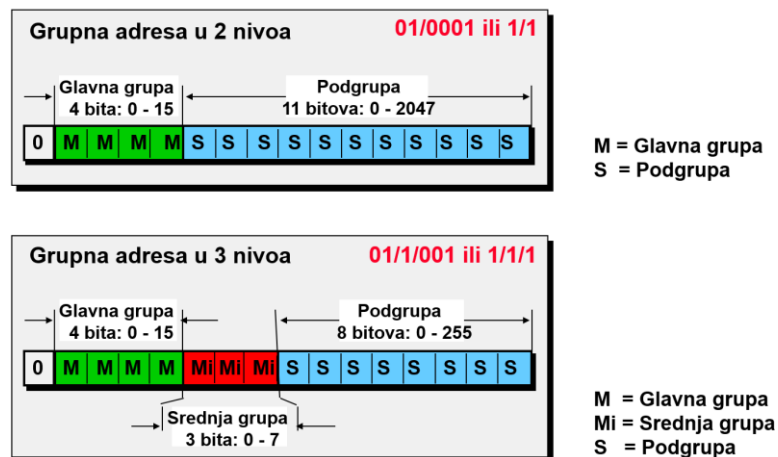 Grupna adresa u 2 nivoa 01/0001 ili 1/1
Glavna grupa Podgrupa
4 bita: 0 - 15 11 bitova: 0 - 2047
0 M M M M S S S S S S S S S S S
M = Glavna grupa
S = Podgrupa
Grupna adresa u 3 nivoa 01/1/001 ili 1/1/1
Glavna grupa Podgrupa
4 bita: 0 - 15 8 bitova: 0 - 255
0 M M M M Mi Mi Mi S S S S S S S S
Srednja grupa
3 bita: 0 - 7
M = Glavna grupa
Mi = Srednja grupa
S = Podgrupa